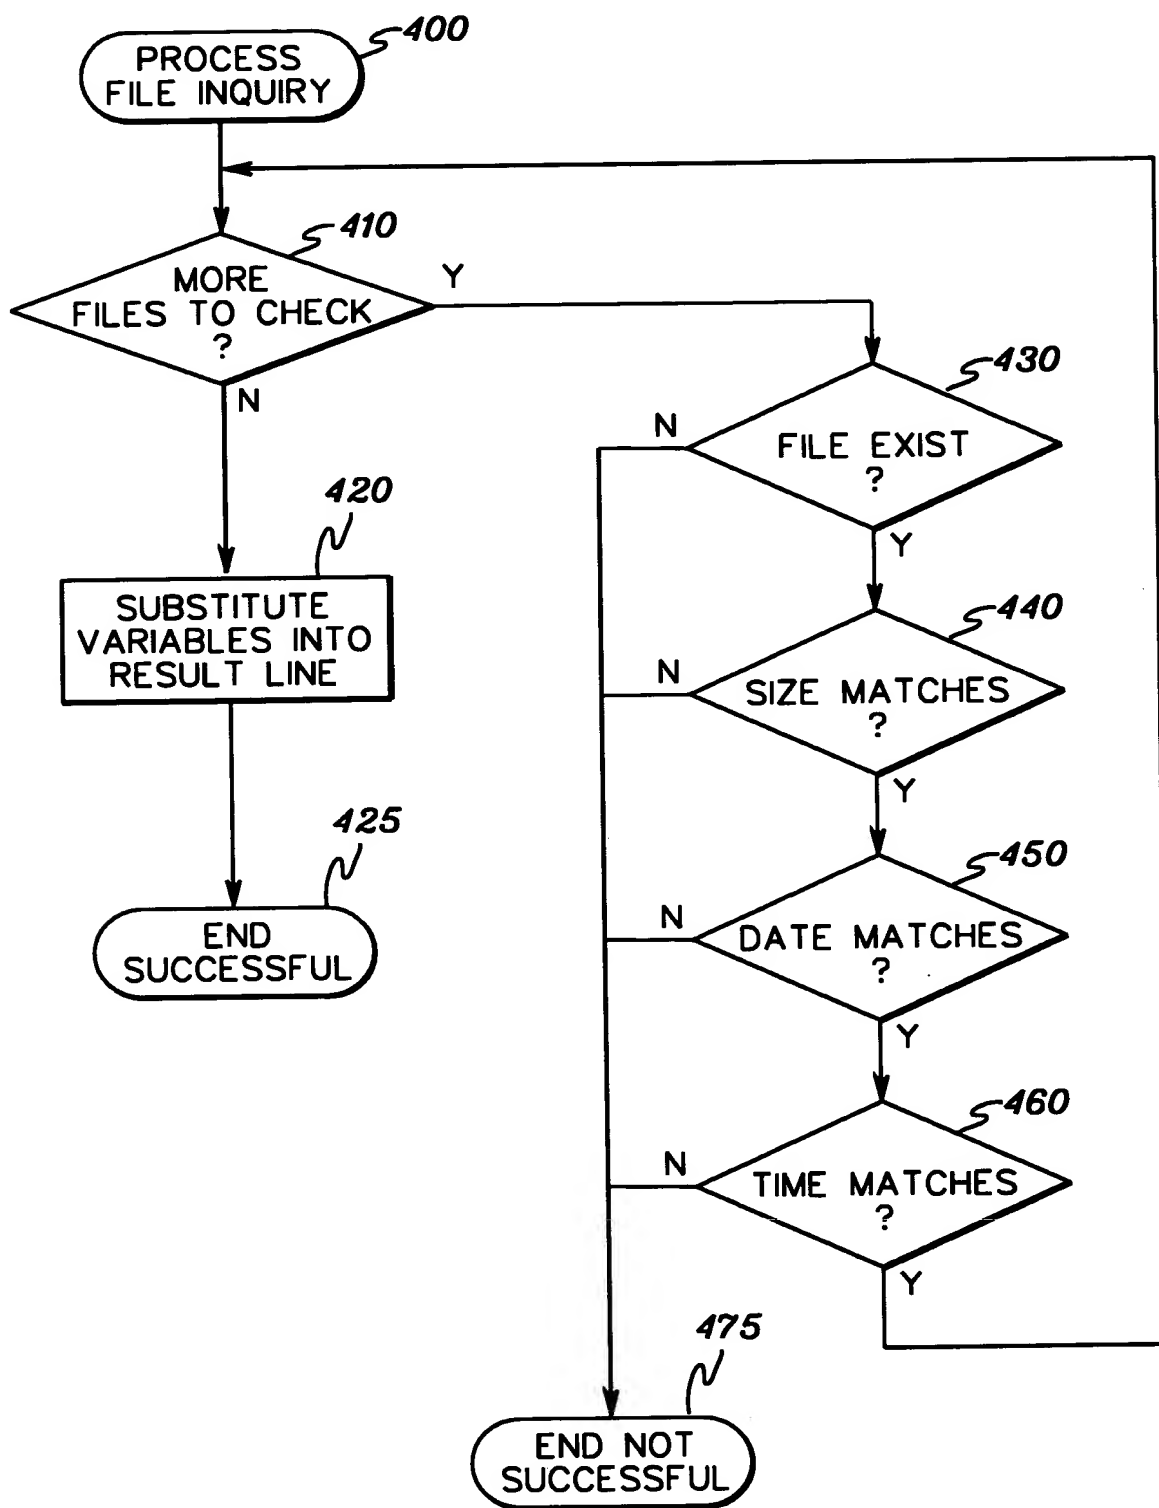 400
PROCESS
FILE INQUIRY
410
MORE
FILES TO CHECK
?
Y
N
430
FILE EXIST
?
N
Y
420
SUBSTITUTE
VARIABLES INTO
RESULT LINE
440
SIZE MATCHES
?
N
Y
425
END
SUCCESSFUL
450
DATE MATCHES
?
N
Y
460
TIME MATCHES
?
N
Y
475
END NOT
SUCCESSFUL